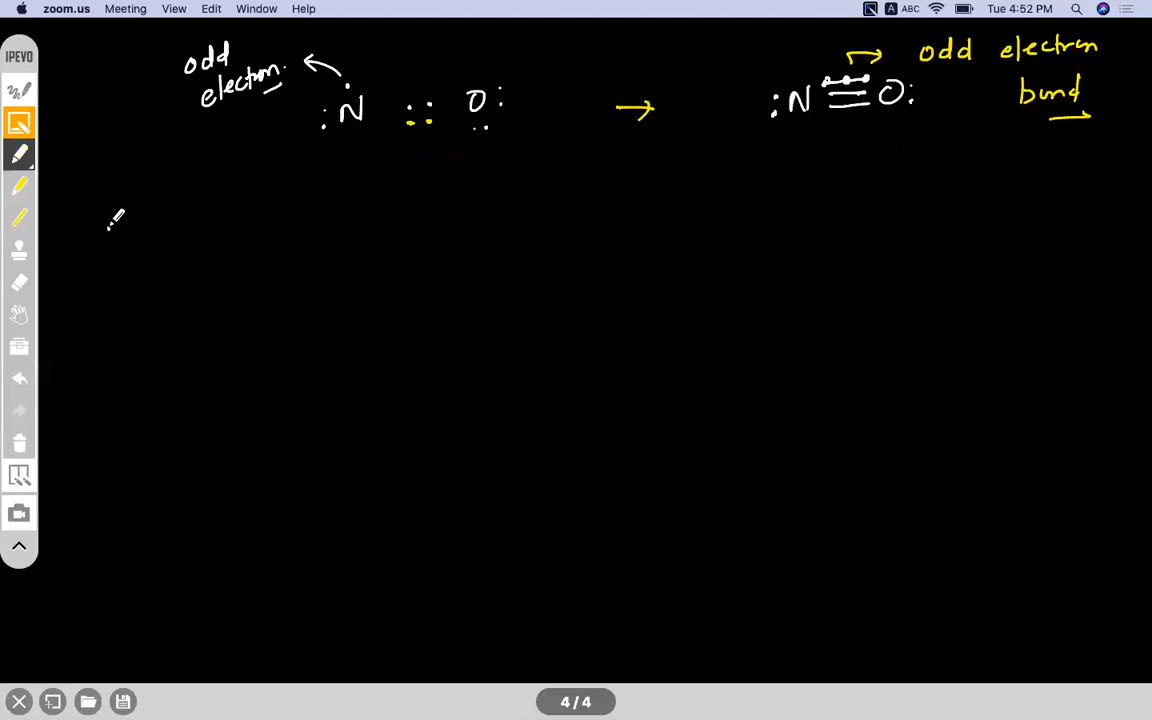 zoom.us Meeting View Edit Window Help A ABC Tue 4:52 PM
IPEVO
odd
electron.
:N :: O: → :N≡O:
odd electron
bond
4 / 4